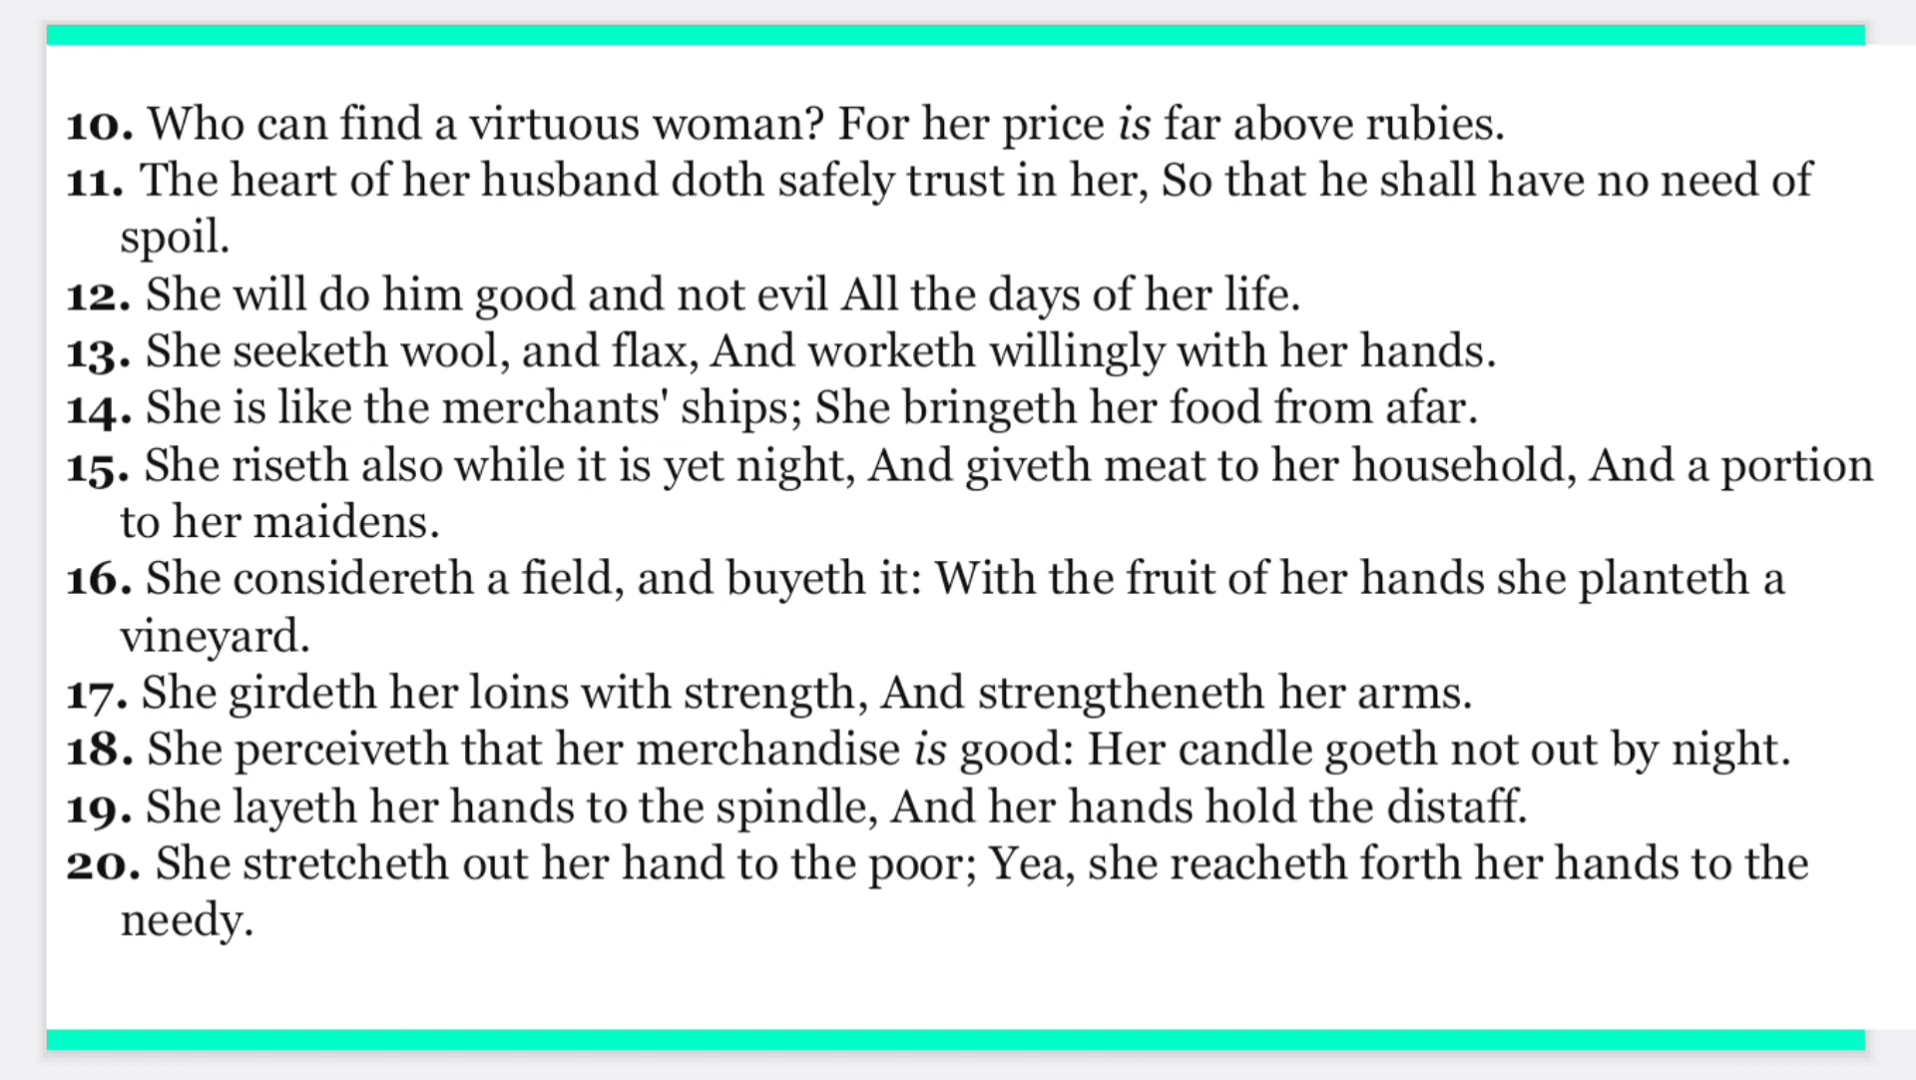 10. Who can find a virtuous woman? For her price is far above rubies.
11. The heart of her husband doth safely trust in her, So that he shall have no need of
spoil.
12. She will do him good and not evil All the days of her life.
13. She seeketh wool, and flax, And worketh willingly with her hands.
14. She is like the merchants' ships; She bringeth her food from afar.
15. She riseth also while it is yet night, And giveth meat to her household, And a portion
to her maidens.
16. She considereth a field, and buyeth it: With the fruit of her hands she planteth a
vineyard.
17. She girdeth her loins with strength, And strengtheneth her arms.
18. She perceiveth that her merchandise is good: Her candle goeth not out by night.
19. She layeth her hands to the spindle, And her hands hold the distaff.
20. She stretcheth out her hand to the poor; Yea, she reacheth forth her hands to the
needy.